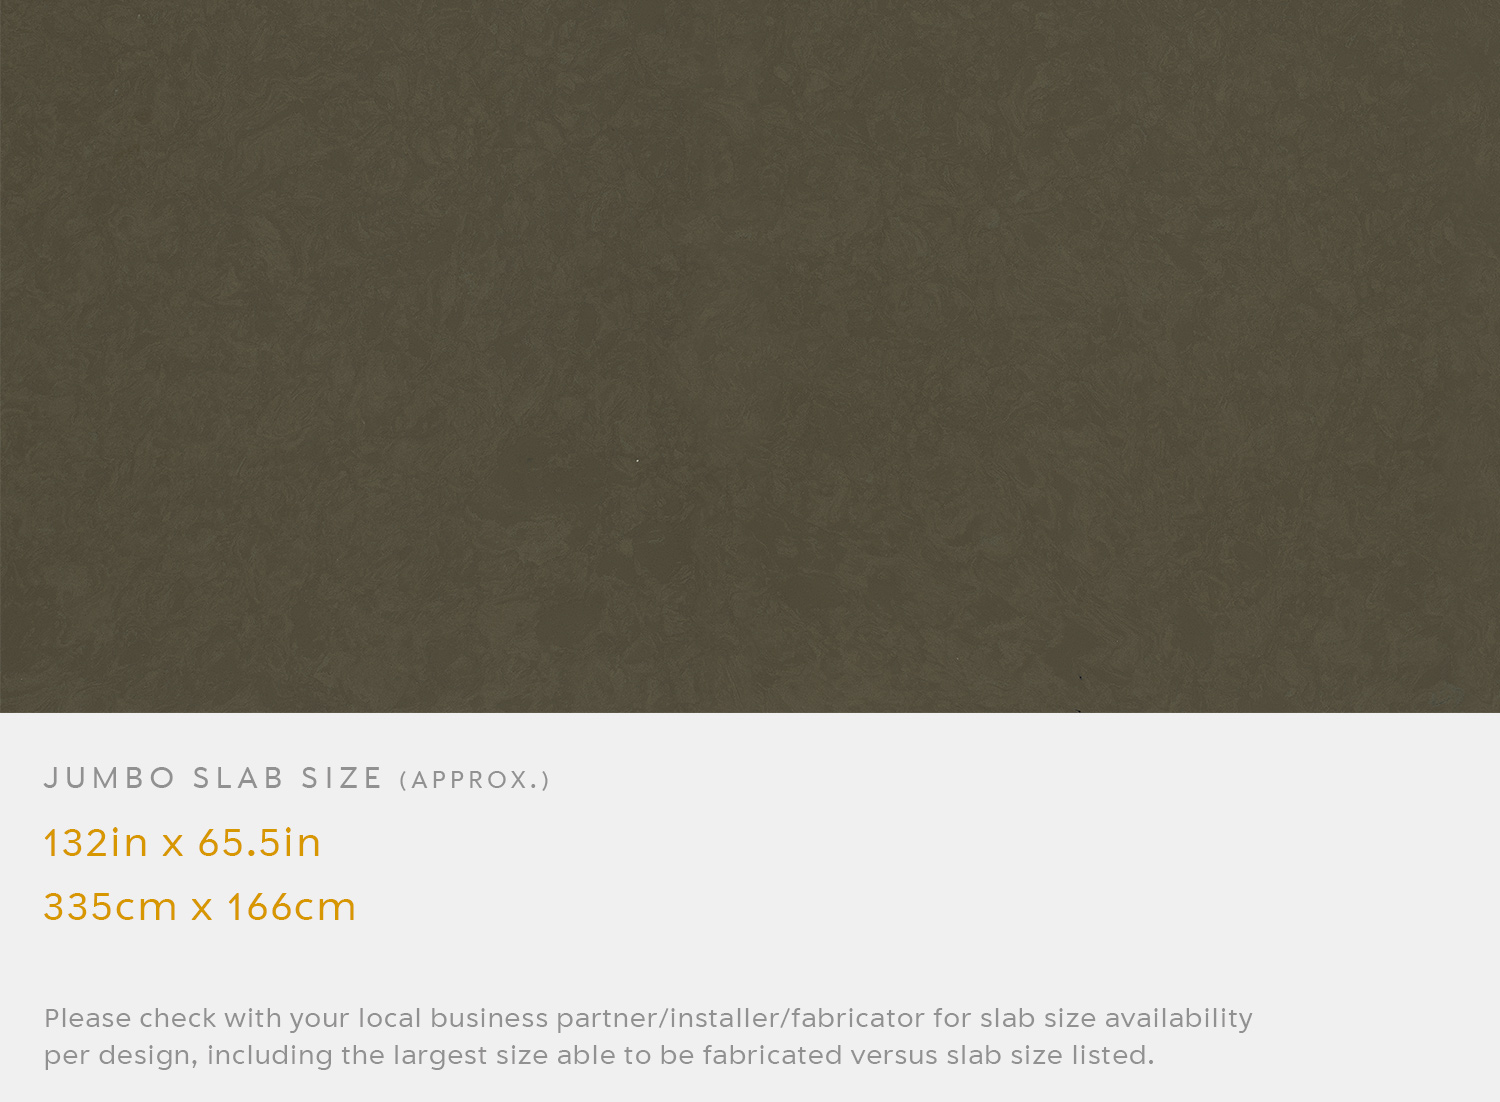 JUMBO SLAB SIZE (APPROX.)
132in x 65.5in
335cm x 166cm
Please check with your local business partner/installer/fabricator for slab size availability
per design, including the largest size able to be fabricated versus slab size listed.